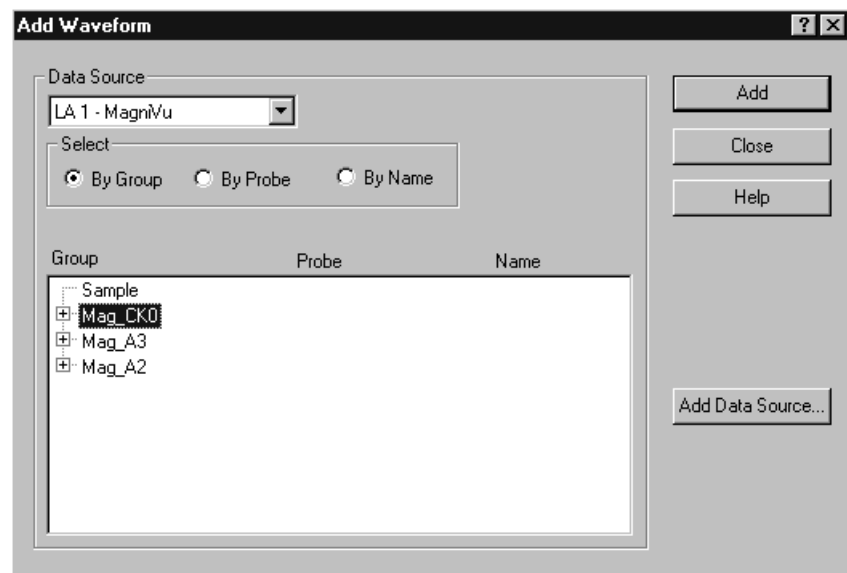 Add Waveform
Data Source
LA 1 - MagniVu
Select
By Group By Probe By Name
Group Probe Name
Sample
Mag_CK0
Mag_A3
Mag_A2
Add
Close
Help
Add Data Source...